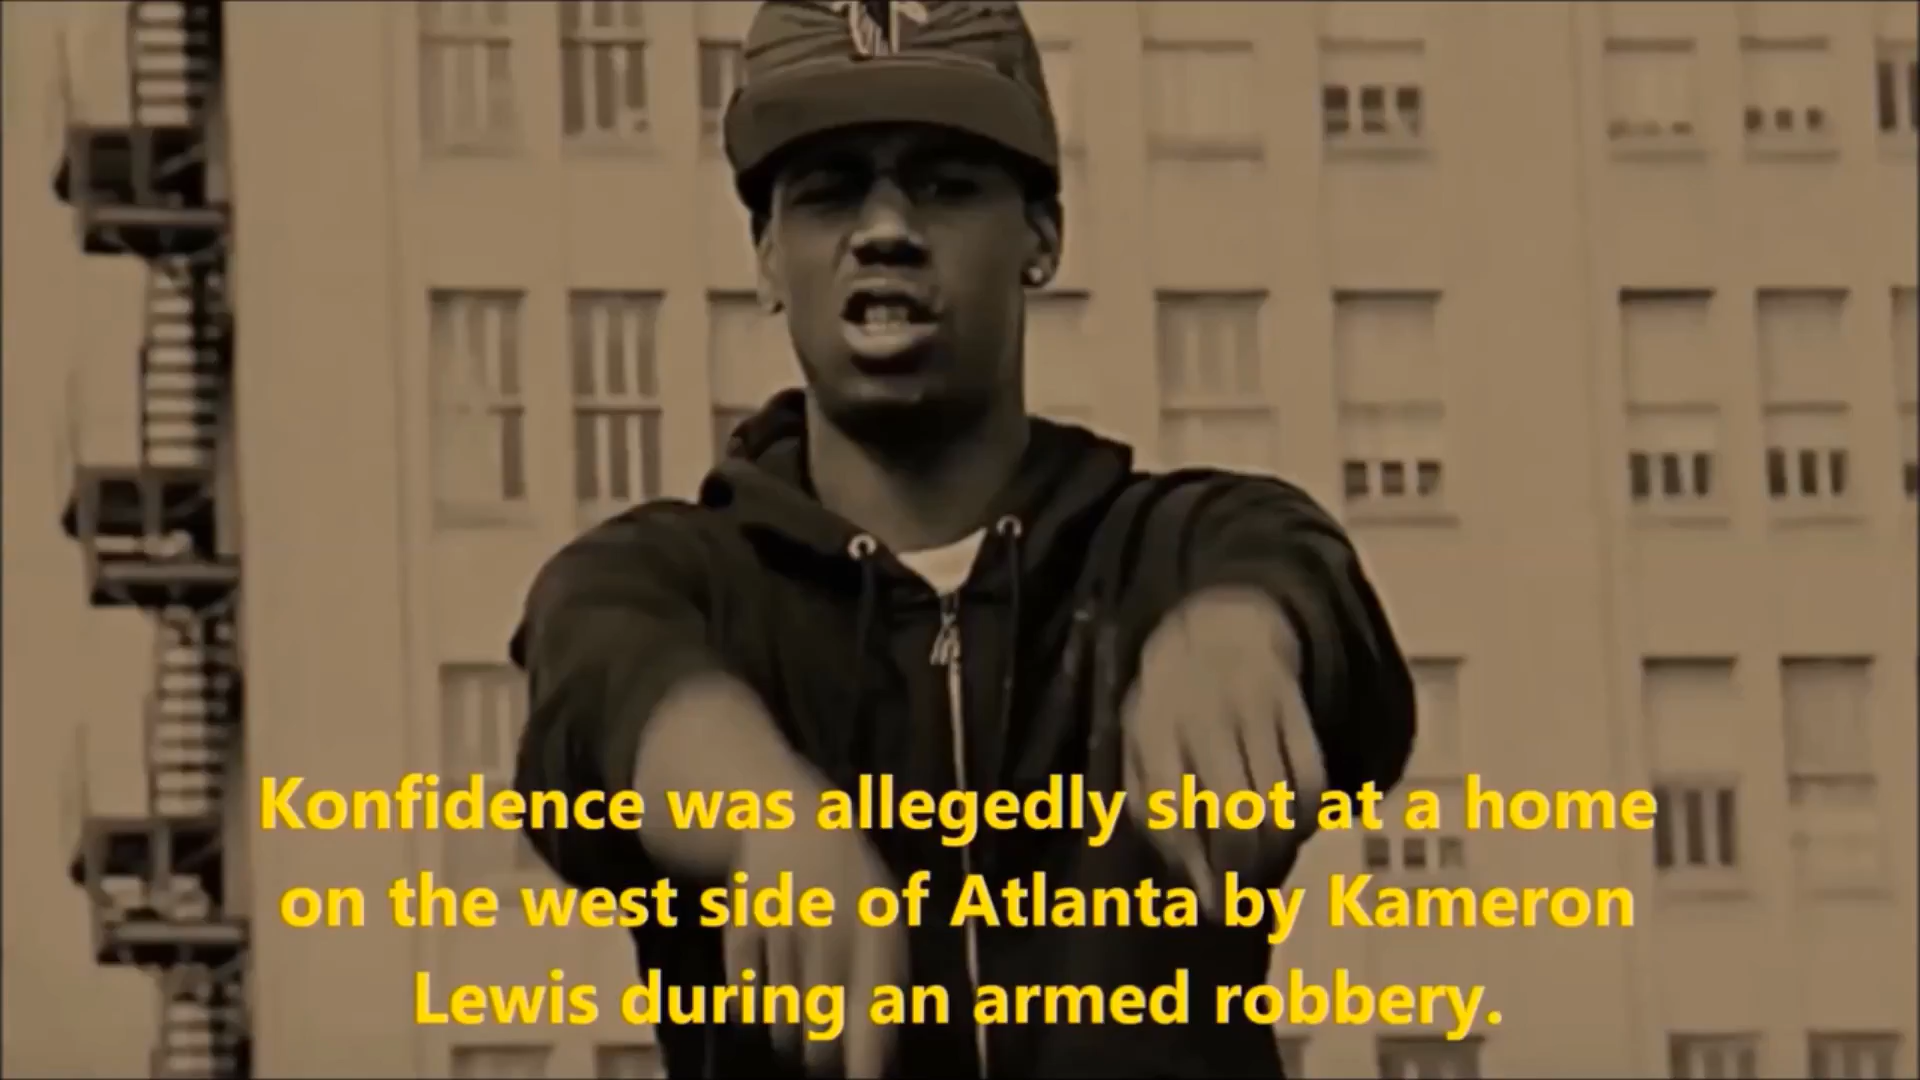 Konfidence was allegedly shot at a home
on the west side of Atlanta by Kameron
Lewis during an armed robbery.